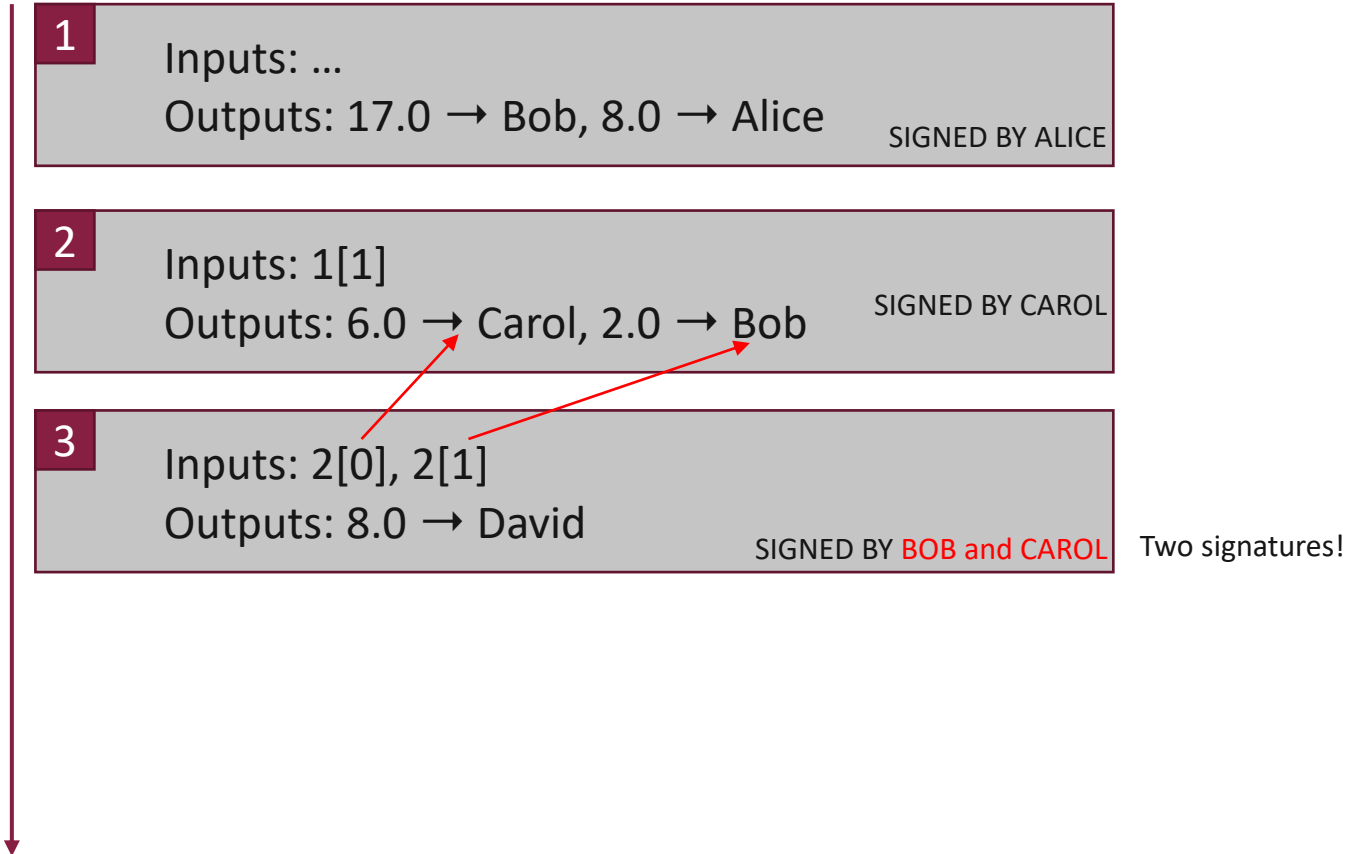 1
Inputs: …
Outputs: 17.0 → Bob, 8.0 → Alice
SIGNED BY ALICE
2
Inputs: 1[1]
Outputs: 6.0 → Carol, 2.0 → Bob
SIGNED BY CAROL
3
Inputs: 2[0], 2[1]
Outputs: 8.0 → David
SIGNED BY BOB and CAROL
Two signatures!